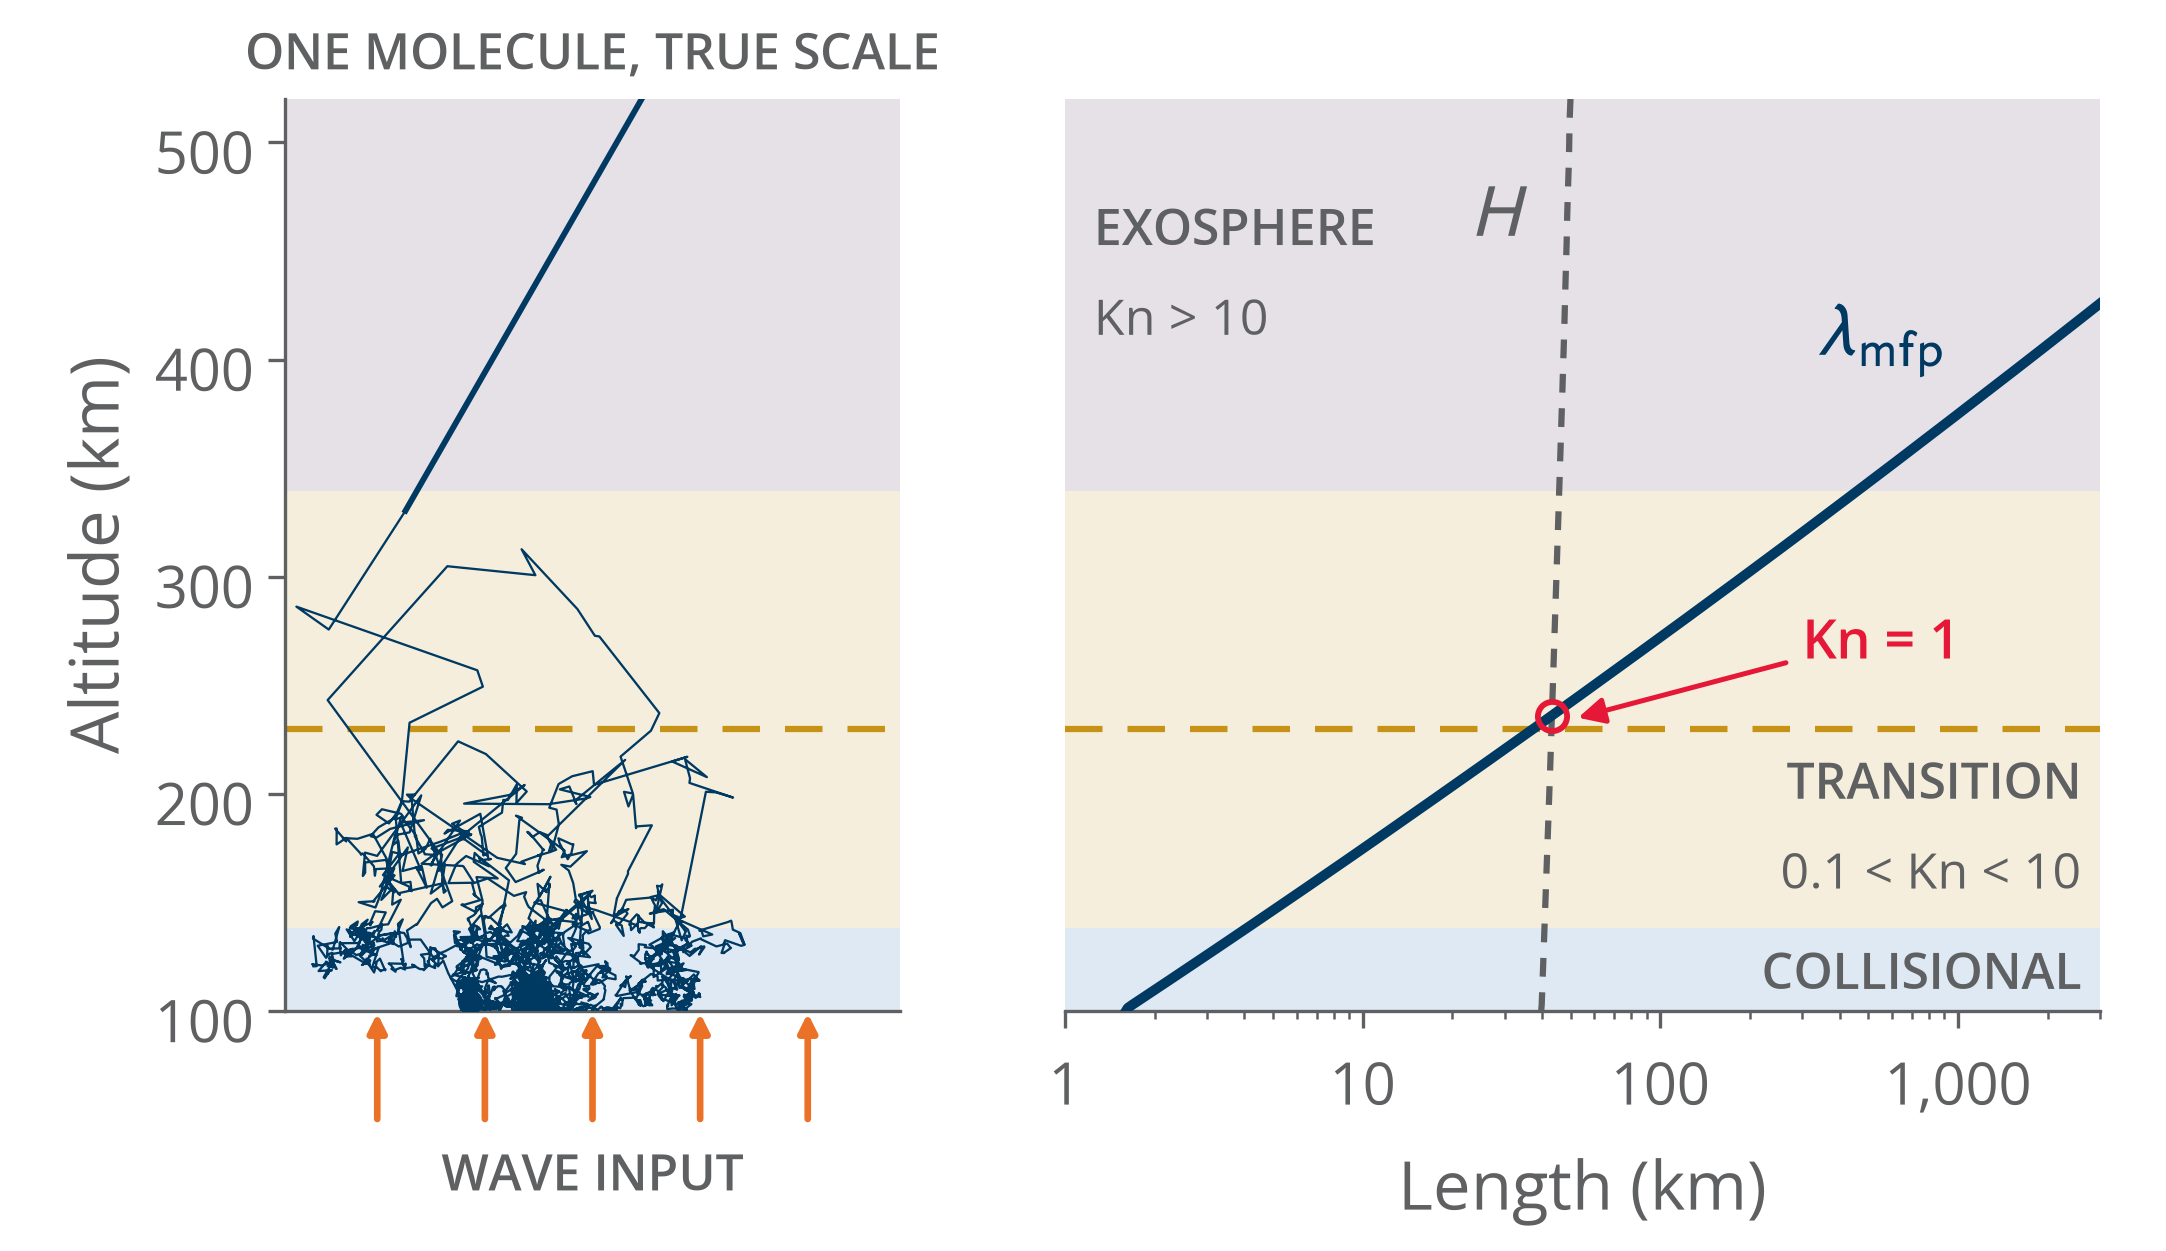 ONE MOLECULE, TRUE SCALE
Altitude (km)
500
400
300
200
100
WAVE INPUT
EXOSPHERE
Kn > 10
H
λmfp
Kn = 1
TRANSITION
0.1 < Kn < 10
COLLISIONAL
1
10
100
1,000
Length (km)